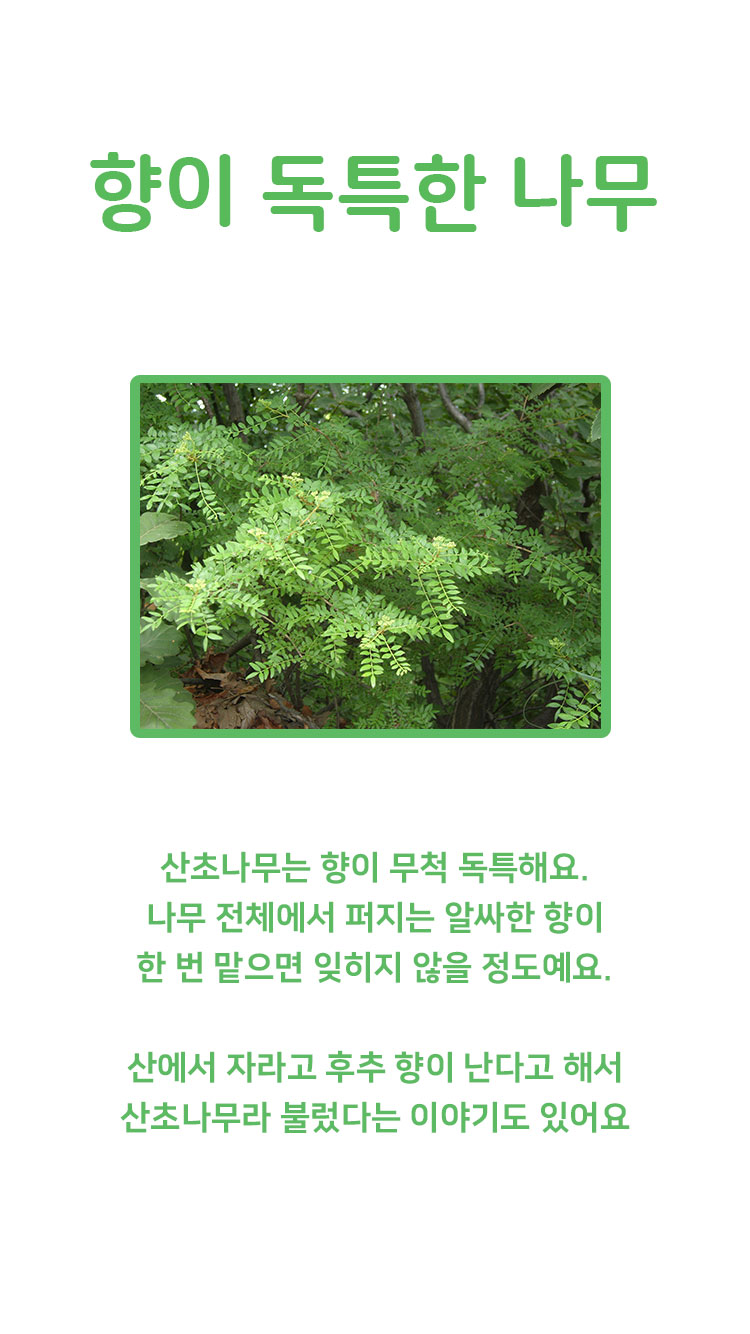 향이 독특한 나무
산초나무는 향이 무척 독특해요.
나무 전체에서 퍼지는 알싸한 향이
한 번 맡으면 잊히지 않을 정도예요.
산에서 자라고 후추 향이 난다고 해서
산초나무라 불렀다는 이야기도 있어요